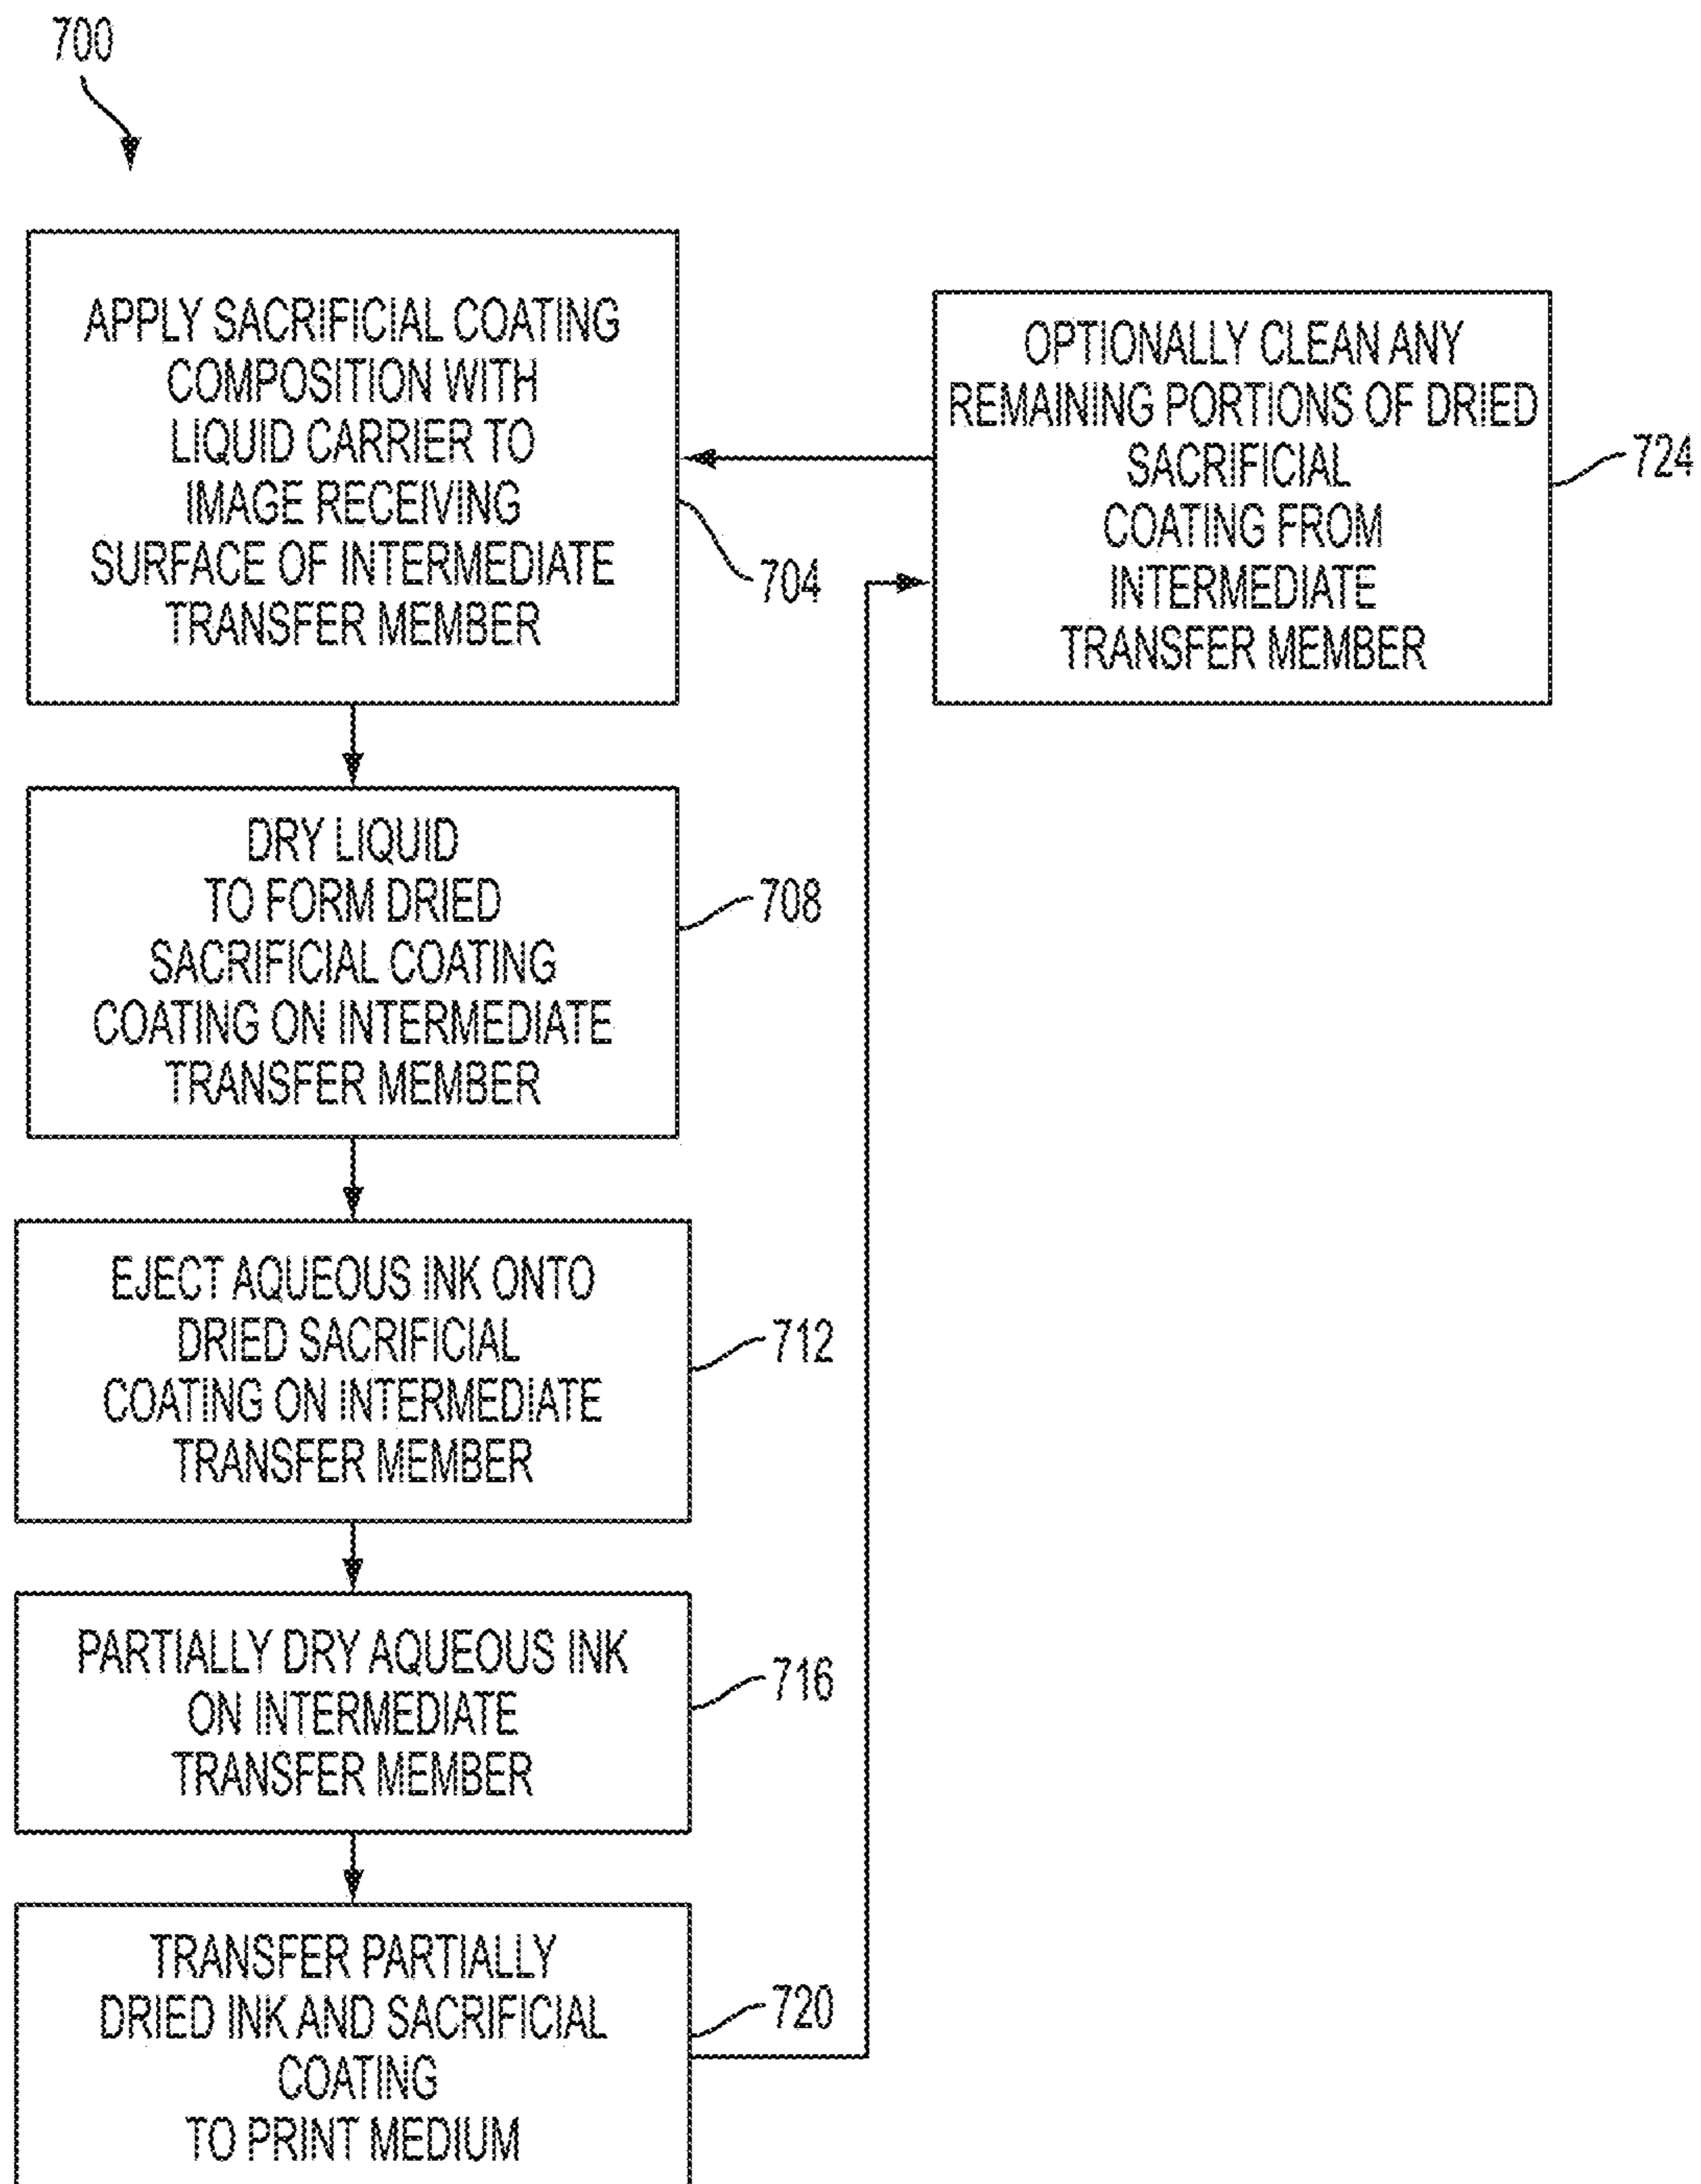 700
APPLY SACRIFICIAL COATING
COMPOSITION WITH
LIQUID CARRIER TO
IMAGE RECEIVING
SURFACE OF INTERMEDIATE
TRANSFER MEMBER
704
OPTIONALLY CLEAN ANY
REMAINING PORTIONS OF DRIED
SACRIFICIAL
COATING FROM
INTERMEDIATE
TRANSFER MEMBER
724
DRY LIQUID
TO FORM DRIED
SACRIFICIAL COATING
COATING ON INTERMEDIATE
TRANSFER MEMBER
708
EJECT AQUEOUS INK ONTO
DRIED SACRIFICIAL
COATING ON INTERMEDIATE
TRANSFER MEMBER
712
PARTIALLY DRY AQUEOUS INK
ON INTERMEDIATE
TRANSFER MEMBER
716
TRANSFER PARTIALLY
DRIED INK AND SACRIFICIAL
COATING
TO PRINT MEDIUM
720